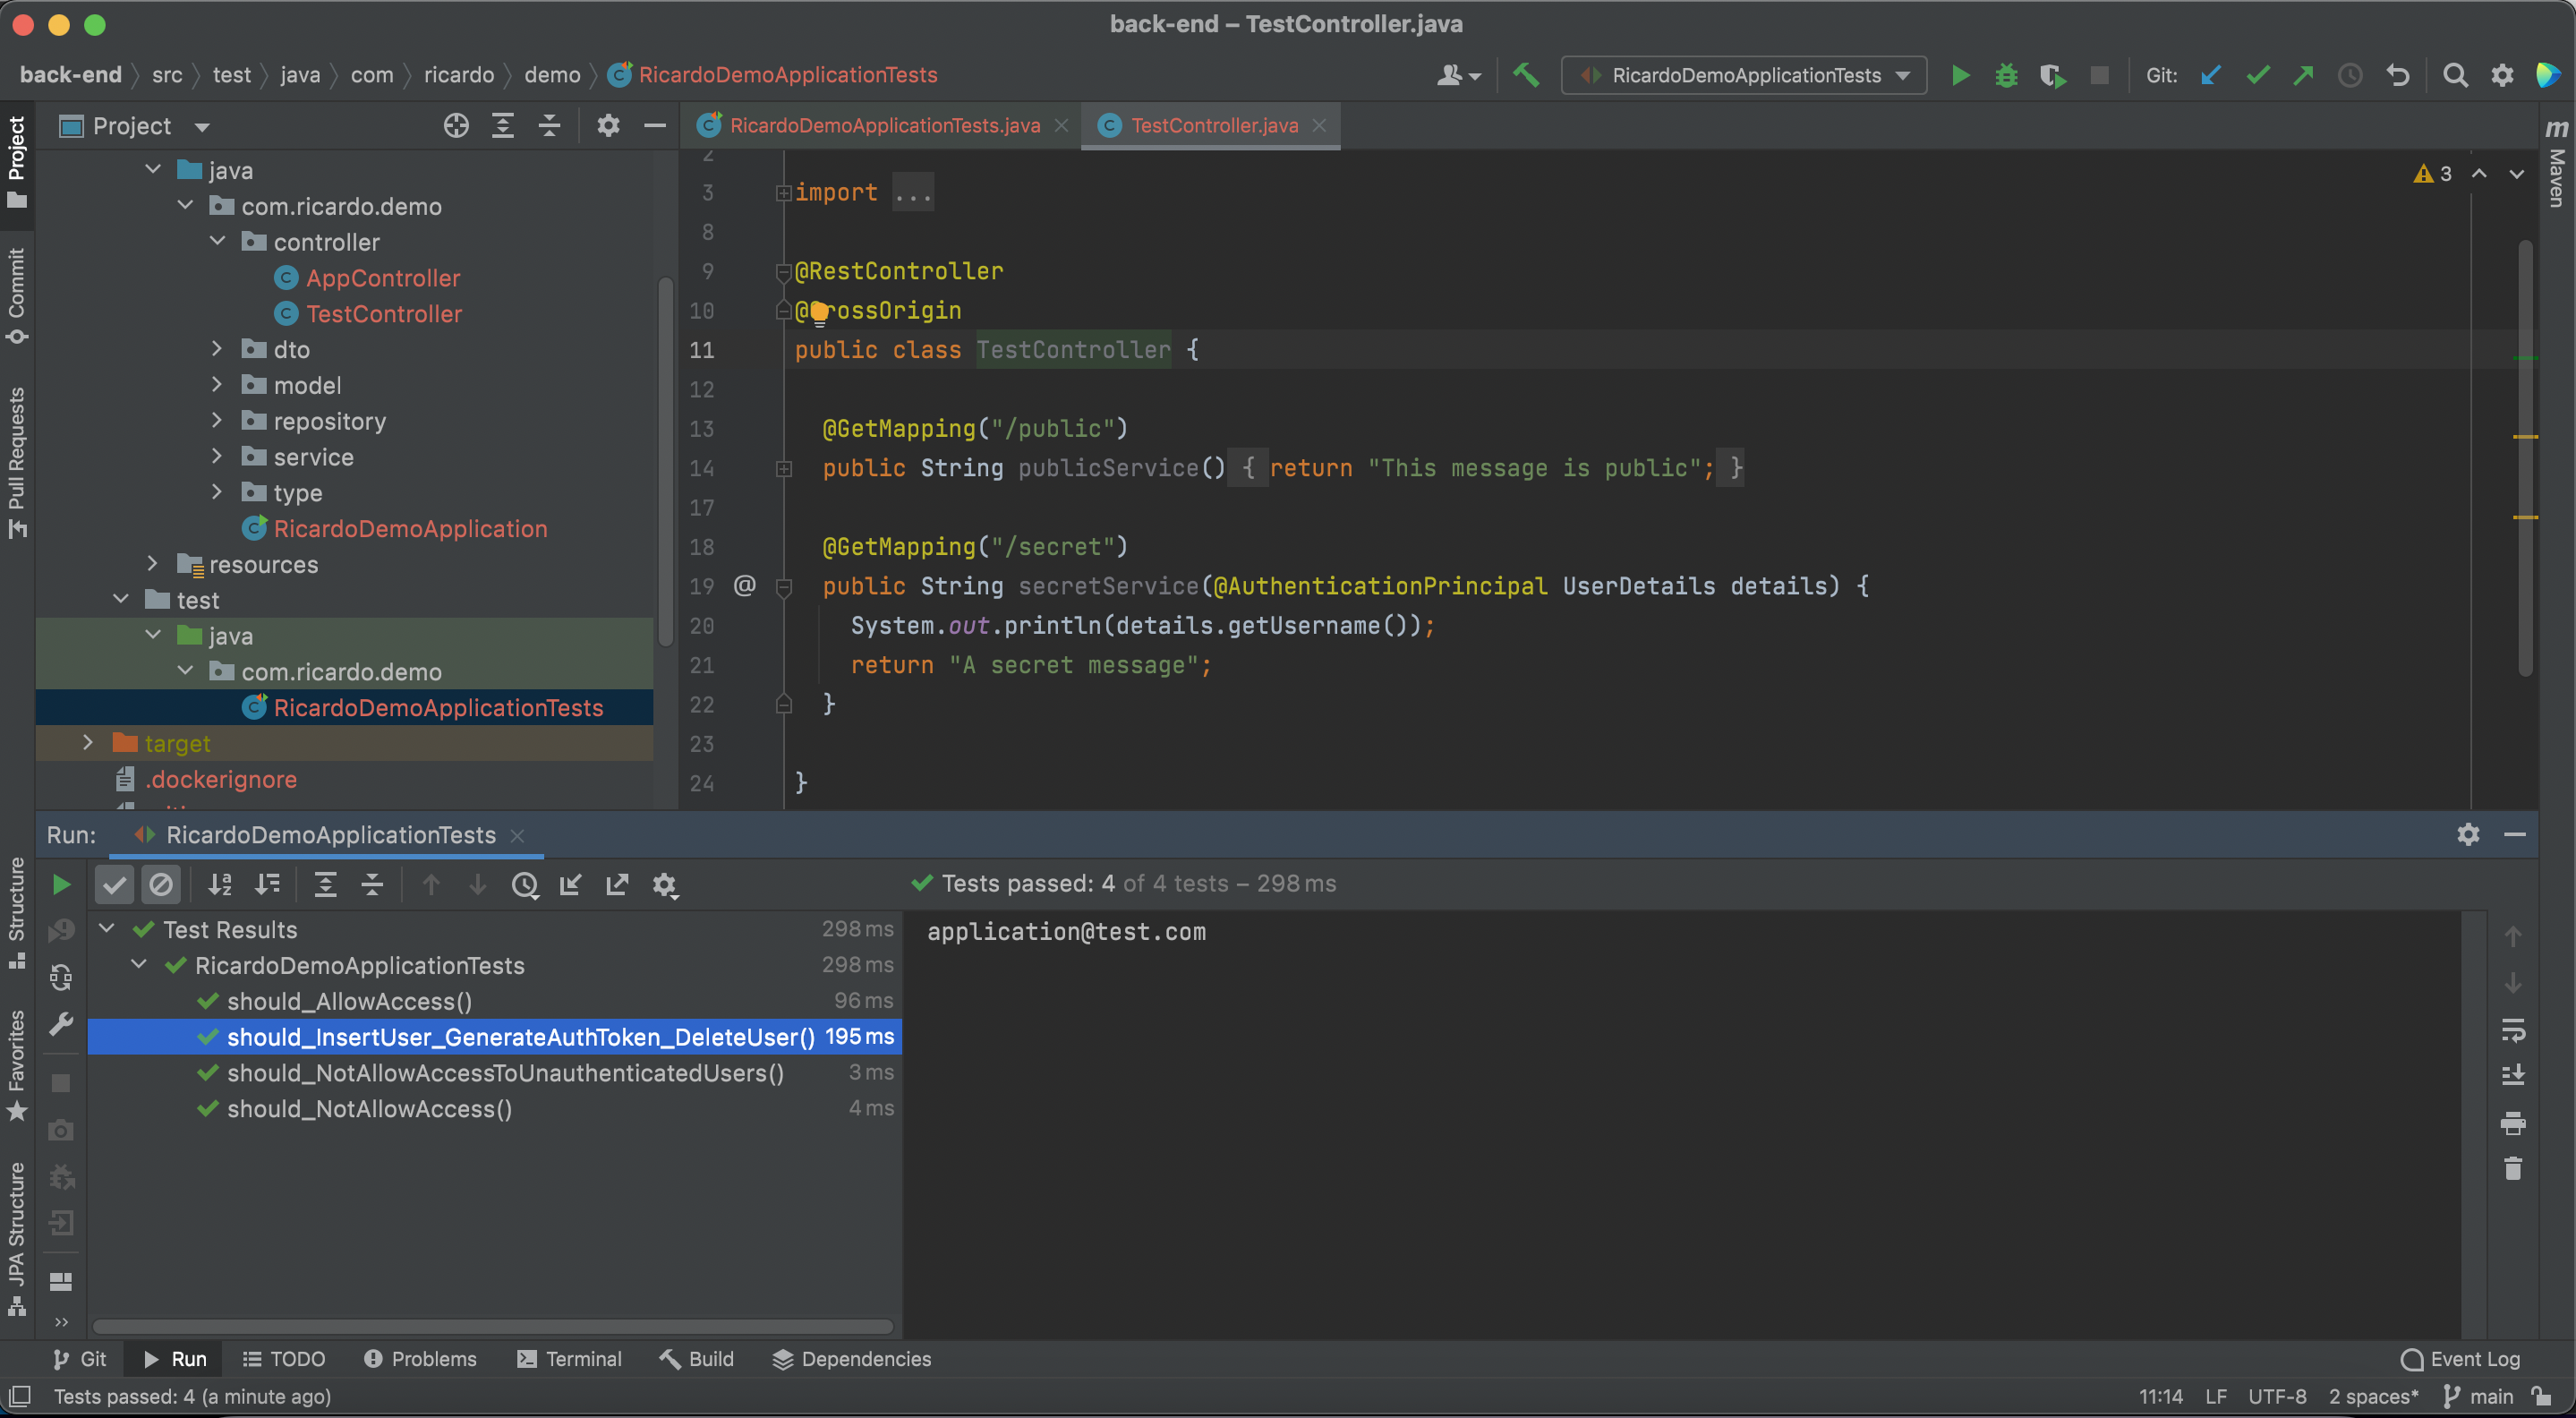 back-end – TestController.java
back-end src test java com ricardo demo RicardoDemoApplicationTests
RicardoDemoApplicationTests
Git:
Project
RicardoDemoApplicationTests.java
TestController.java
Project
Commit
Pull Requests
Structure
Favorites
JPA Structure
Maven
java
com.ricardo.demo
controller
AppController
TestController
dto
model
repository
service
type
RicardoDemoApplication
resources
test
java
com.ricardo.demo
RicardoDemoApplicationTests
target
.dockerignore
3
2
3 import ...
8
9 @RestController
10 @CrossOrigin
11 public class TestController {
12
13 @GetMapping("/public")
14 public String publicService() { return "This message is public"; }
17
18 @GetMapping("/secret")
19 @ public String secretService(@AuthenticationPrincipal UserDetails details) {
20 System.out.println(details.getUsername());
21 return "A secret message";
22 }
23
24 }
Run: RicardoDemoApplicationTests
Tests passed: 4 of 4 tests – 298 ms
Test Results 298 ms
RicardoDemoApplicationTests 298 ms
should_AllowAccess() 96 ms
should_InsertUser_GenerateAuthToken_DeleteUser() 195 ms
should_NotAllowAccessToUnauthenticatedUsers() 3 ms
should_NotAllowAccess() 4 ms
application@test.com
Git Run TODO Problems Terminal Build Dependencies Event Log
Tests passed: 4 (a minute ago) 11:14 LF UTF-8 2 spaces* main